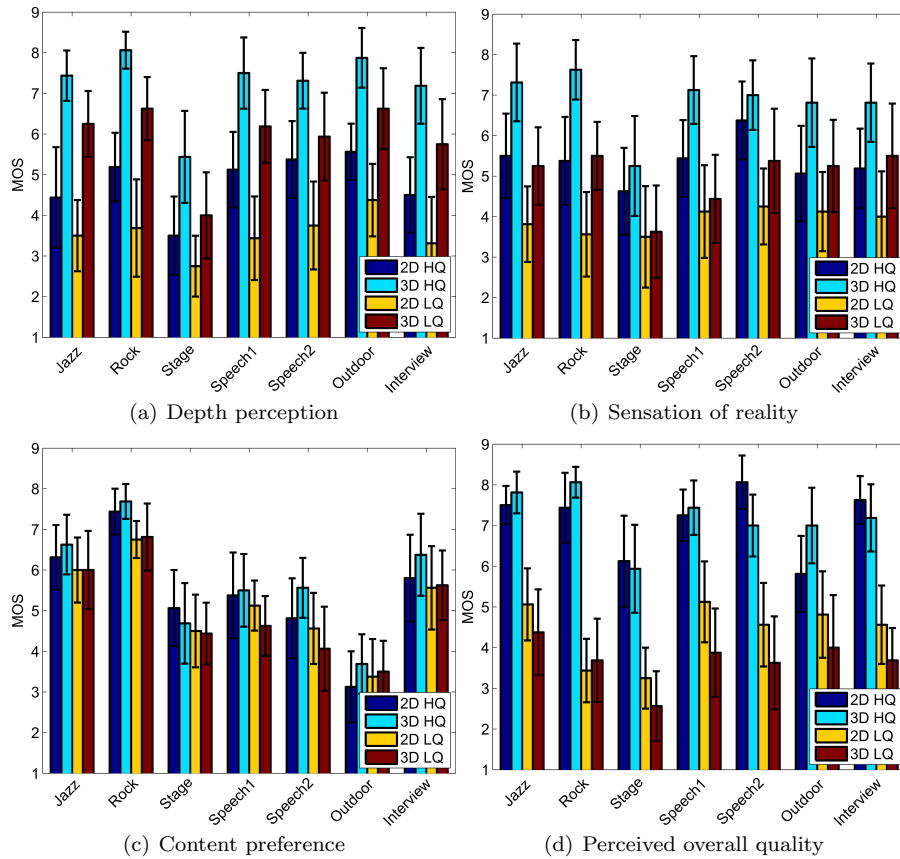 9
8
7
6
5
4
3
2
1
MOS
Jazz
Rock
Stage
Speech1
Speech2
Outdoor
Interview
2D HQ
3D HQ
2D LQ
3D LQ
(a) Depth perception
9
8
7
6
5
4
3
2
1
MOS
Jazz
Rock
Stage
Speech1
Speech2
Outdoor
Interview
2D HQ
3D HQ
2D LQ
3D LQ
(b) Sensation of reality
9
8
7
6
5
4
3
2
1
MOS
Jazz
Rock
Stage
Speech1
Speech2
Outdoor
Interview
2D HQ
3D HQ
2D LQ
3D LQ
(c) Content preference
9
8
7
6
5
4
3
2
1
MOS
Jazz
Rock
Stage
Speech1
Speech2
Outdoor
Interview
2D HQ
3D HQ
2D LQ
3D LQ
(d) Perceived overall quality